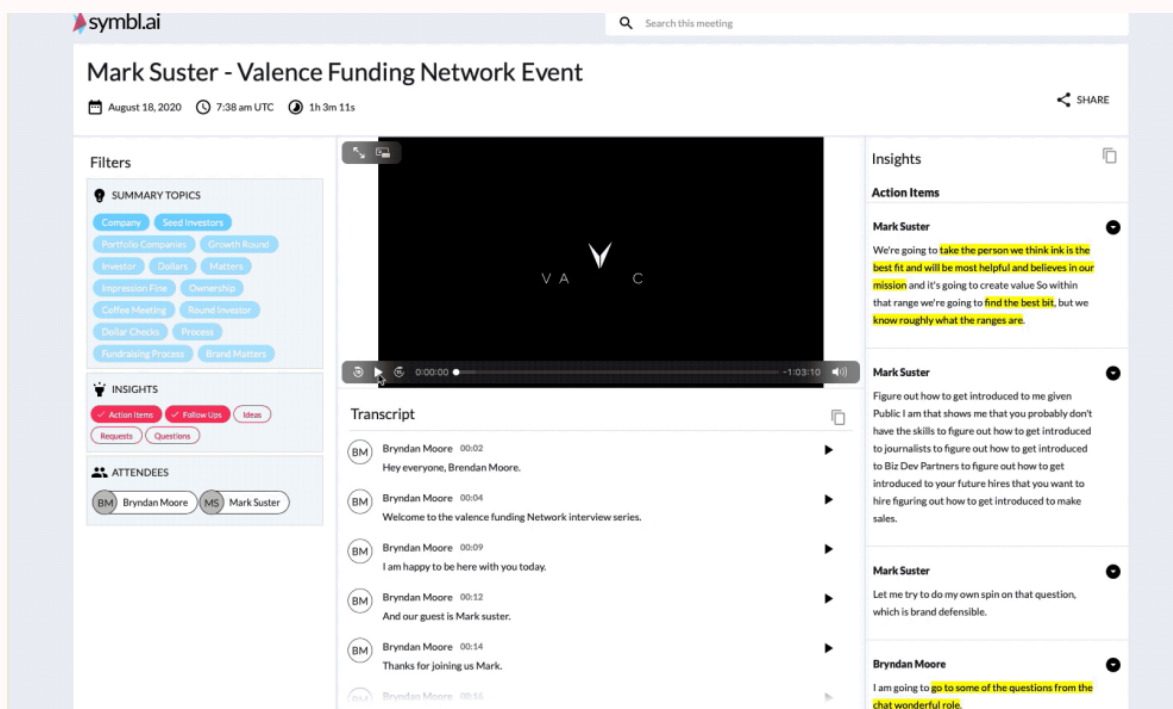 symbl.ai
Search this meeting
Mark Suster - Valence Funding Network Event
August 18, 2020 7:38 am UTC 1h 3m 11s
SHARE
Filters
SUMMARY TOPICS
Company Seed Investors
Portfolio Companies Growth Round
Investor Dollars Matters
Impression Fine Ownership
Coffee Meeting Round Investor
Dollar Checks Process
Fundraising Process Brand Matters
INSIGHTS
Action Items Follow Ups Ideas
Requests Questions
ATTENDEES
BM Bryndan Moore MS Mark Suster
V A C
0:00:00 -1:03:10
Transcript
BM Bryndan Moore 00:02
Hey everyone, Brendan Moore.
BM Bryndan Moore 00:04
Welcome to the valence funding Network interview series.
BM Bryndan Moore 00:09
I am happy to be here with you today.
BM Bryndan Moore 00:12
And our guest is Mark suster.
BM Bryndan Moore 00:14
Thanks for joining us Mark.
BM Bryndan Moore 00:16
Insights
Action Items
Mark Suster
We're going to take the person we think ink is the
best fit and will be most helpful and believes in our
mission and it's going to create value So within
that range we're going to find the best bit, but we
know roughly what the ranges are.
Mark Suster
Figure out how to get introduced to me given
Public I am that shows me that you probably don't
have the skills to figure out how to get introduced
to journalists to figure out how to get introduced
to Biz Dev Partners to figure out how to get
introduced to your future hires that you want to
hire figuring out how to get introduced to make
sales.
Mark Suster
Let me try to do my own spin on that question,
which is brand defensible.
Bryndan Moore
I am going to go to some of the questions from the
chat wonderful role.